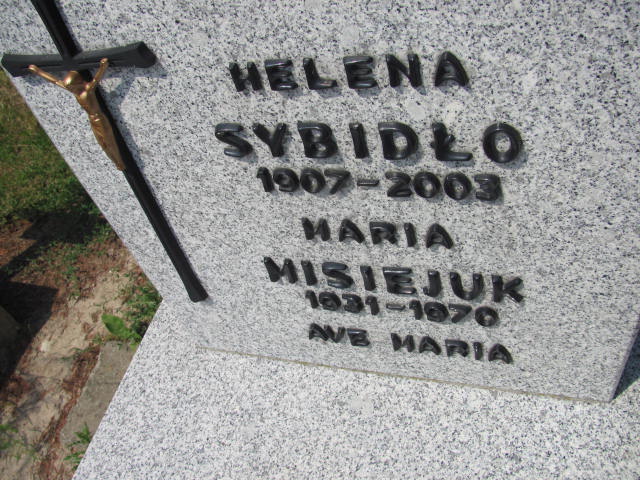 HELENA
SYBIDŁO
1907-2003
MARIA
MISIEJUK
1931-1970
AVE MARIA